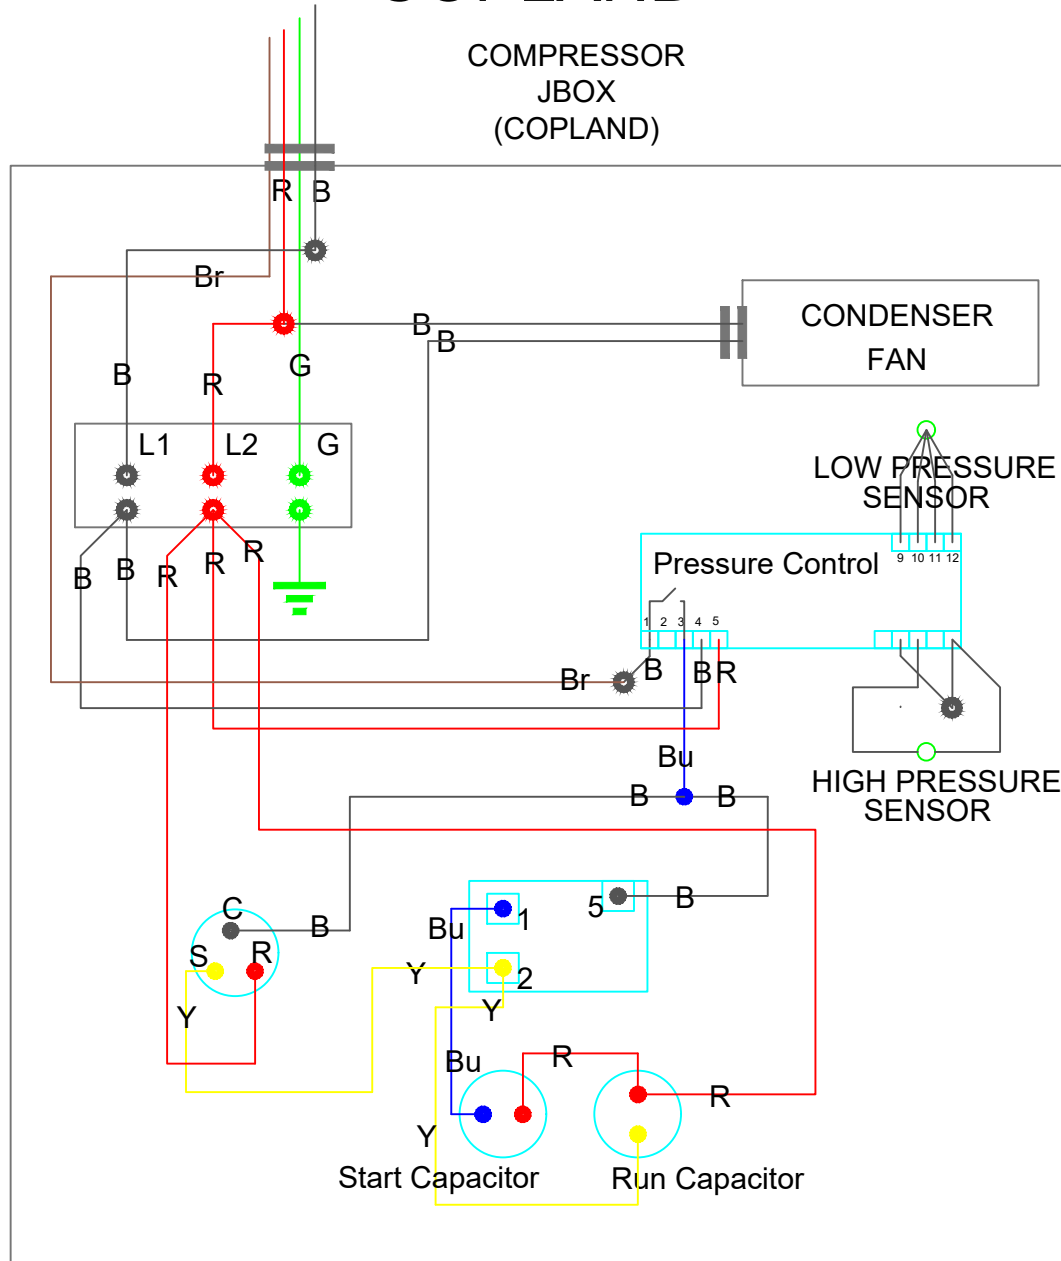 COMPRESSOR
JBOX
(COPLAND)
R B
Br
CONDENSER
FAN
B
B
B
R
G
L1 L2 G
LOW PRESSURE
SENSOR
B B R R R
Pressure Control
9 10 11 12
1 2 3 4 5
Br B B R
Bu
HIGH PRESSURE
SENSOR
B B
C
B
Bu
1
5
B
S R
Y
2
Y
Y
Bu
R
R
Y
Start Capacitor
Run Capacitor